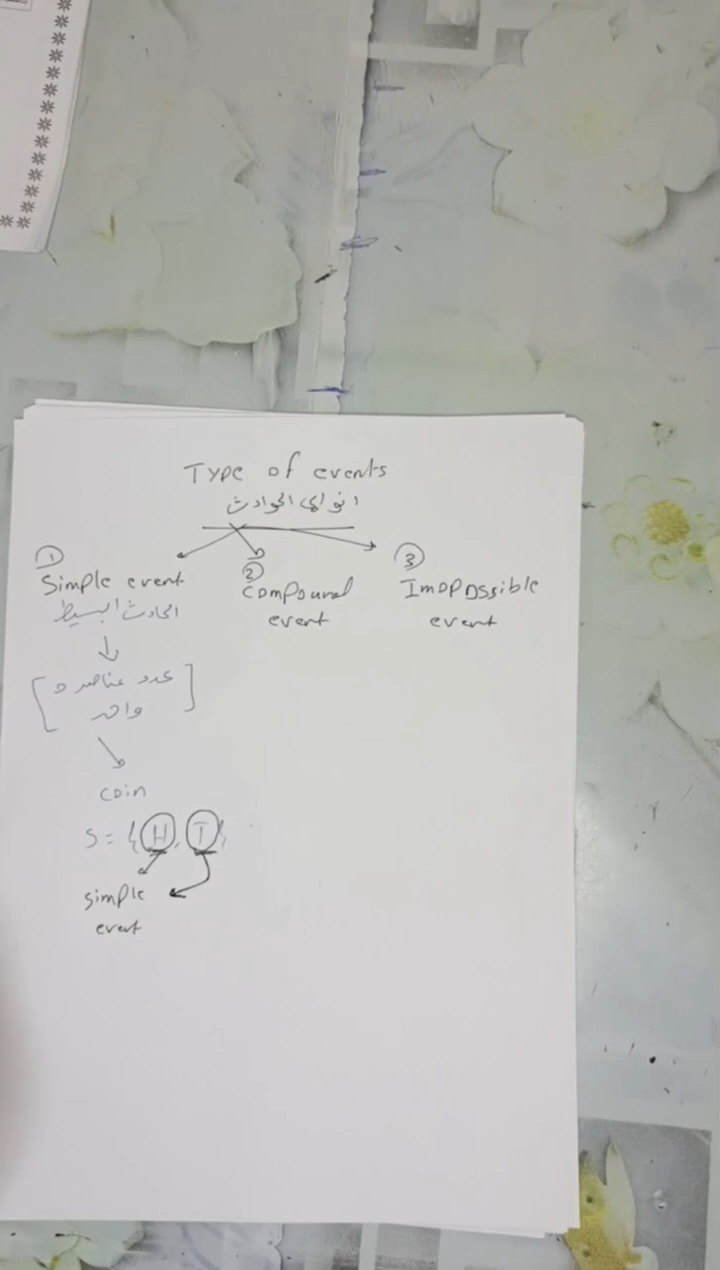 Type of events
انواع الحوادث
①
Simple event
الحادث البسيط
[عدد عناصره
واحد]
coin
S = {H, T}
simple
event
②
Compound
event
③
Imopossible
event